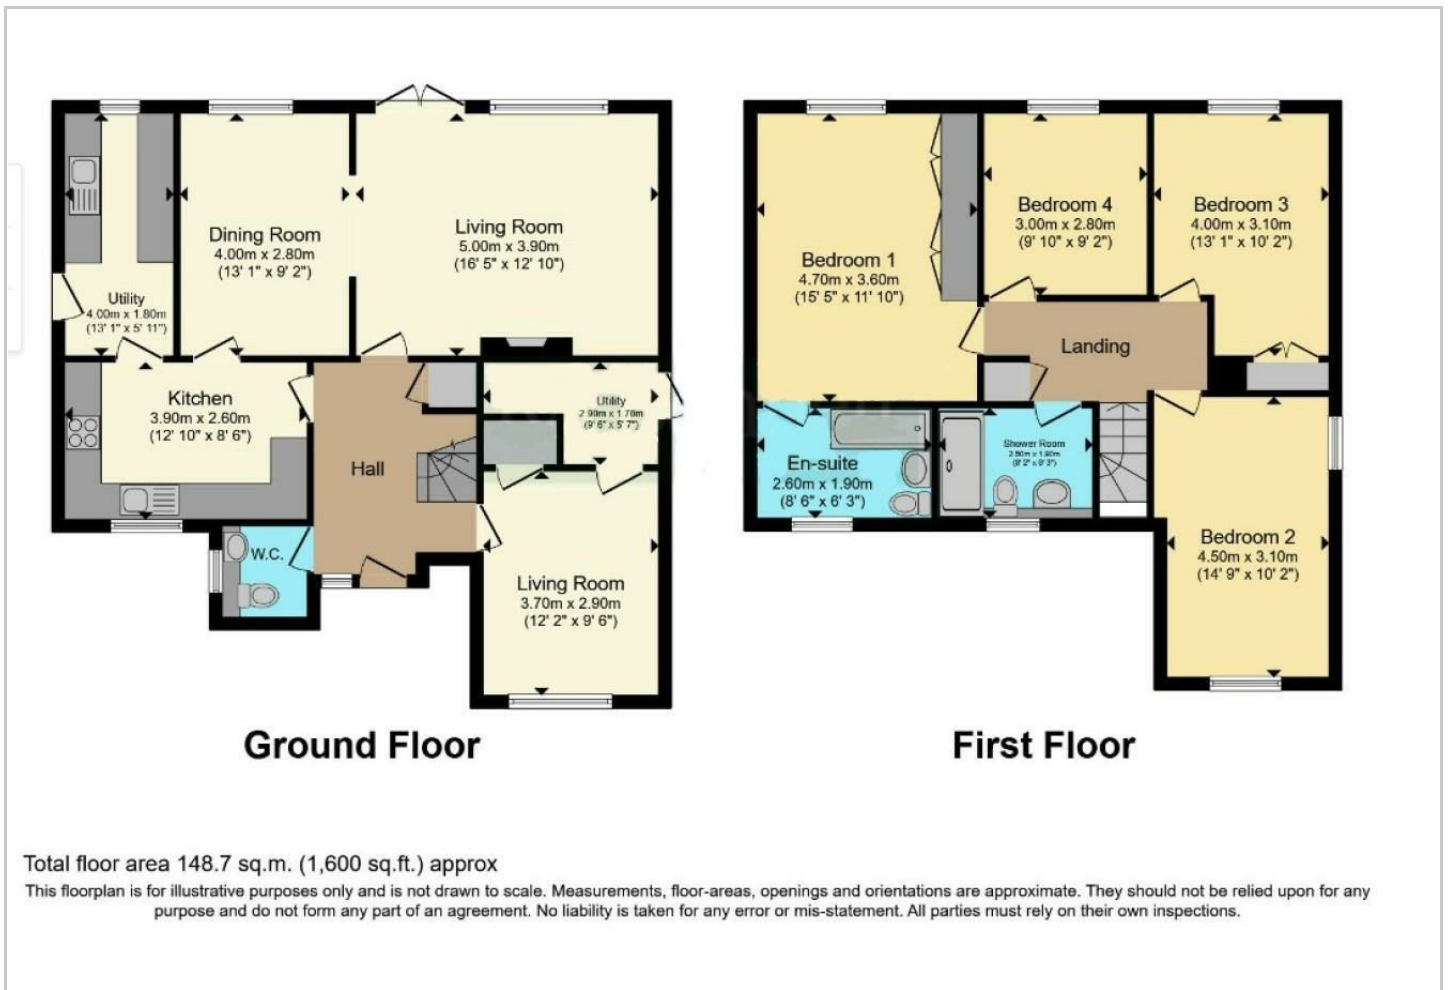 Dining Room
4.00m x 2.80m
(13' 1" x 9' 2")
Living Room
5.00m x 3.90m
(16' 5" x 12' 10")
Utility
4.00m x 1.80m
(13' 1" x 5' 11")
Kitchen
3.90m x 2.60m
(12' 10" x 8' 6")
Hall
Utility
2.90m x 1.70m
(9' 6" x 5' 7")
W.C.
Living Room
3.70m x 2.90m
(12' 2" x 9' 6")
Ground Floor
Bedroom 1
4.70m x 3.60m
(15' 5" x 11' 10")
Bedroom 4
3.00m x 2.80m
(9' 10" x 9' 2")
Bedroom 3
4.00m x 3.10m
(13' 1" x 10' 2")
Landing
En-suite
2.60m x 1.90m
(8' 6" x 6' 3")
Shower Room
Bedroom 2
4.50m x 3.10m
(14' 9" x 10' 2")
First Floor
Total floor area 148.7 sq.m. (1,600 sq.ft.) approx
This floorplan is for illustrative purposes only and is not drawn to scale. Measurements, floor-areas, openings and orientations are approximate. They should not be relied upon for any
purpose and do not form any part of an agreement. No liability is taken for any error or mis-statement. All parties must rely on their own inspections.